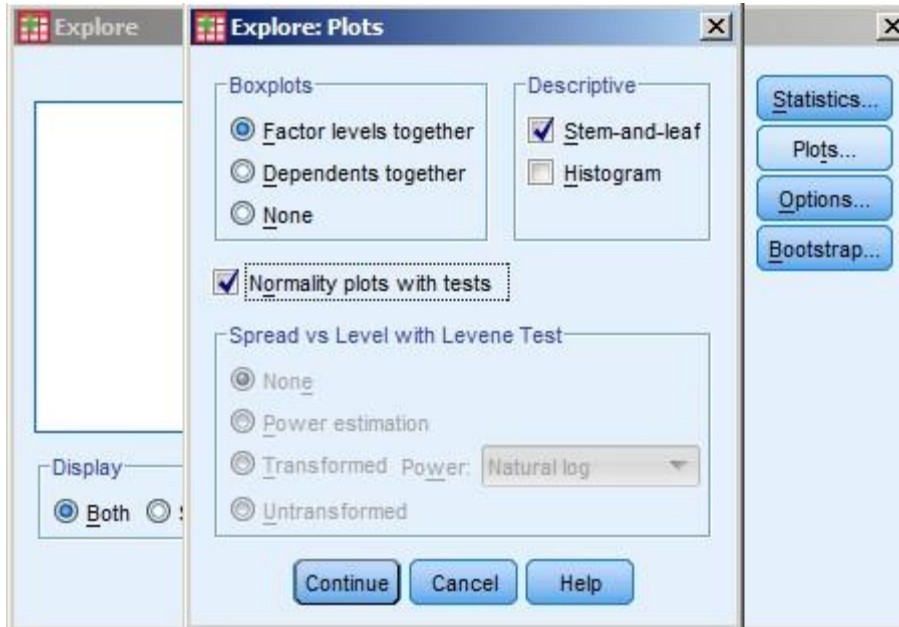 Explore
Explore: Plots
Boxplots
Factor levels together
Dependents together
None
Descriptive
Stem-and-leaf
Histogram
Normality plots with tests
Spread vs Level with Levene Test
None
Power estimation
Transformed Power: Natural log
Untransformed
Continue Cancel Help
Statistics...
Plots...
Options...
Bootstrap...
Display
Both